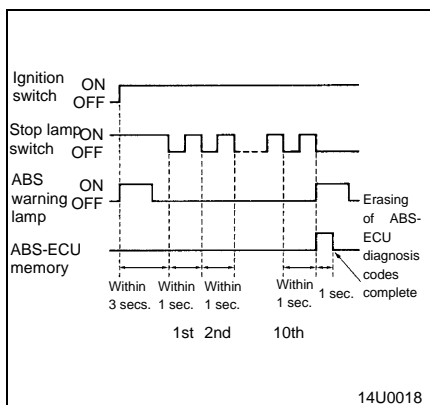 Ignition switch ON
OFF
Stop lamp switch ON
OFF
ABS warning lamp ON
OFF
ABS-ECU memory
Within 3 secs.
Within 1 sec.
Within 1 sec.
Within 1 sec.
1 sec.
Erasing of ABS-ECU diagnosis codes complete
1st 2nd 10th
14U0018